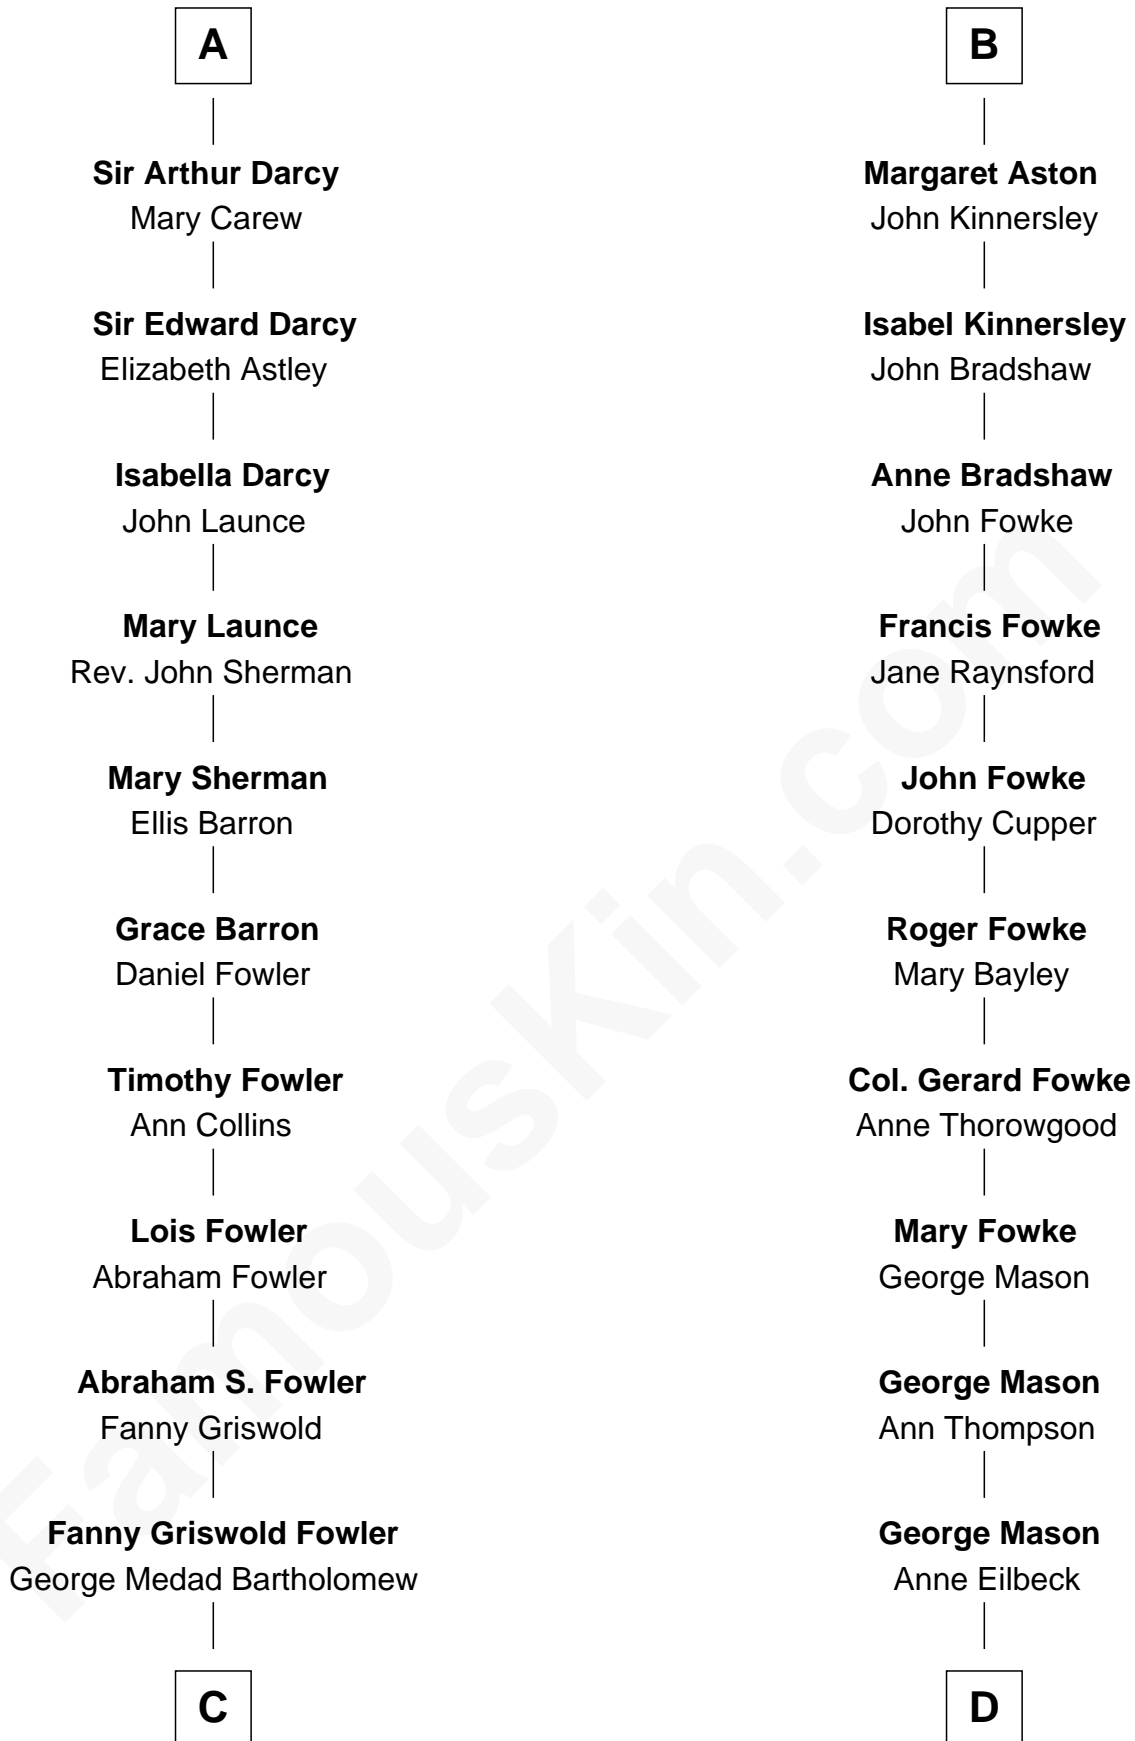 A
Sir Arthur Darcy
Mary Carew
Sir Edward Darcy
Elizabeth Astley
Isabella Darcy
John Launce
Mary Launce
Rev. John Sherman
Mary Sherman
Ellis Barron
Grace Barron
Daniel Fowler
Timothy Fowler
Ann Collins
Lois Fowler
Abraham Fowler
Abraham S. Fowler
Fanny Griswold
Fanny Griswold Fowler
George Medad Bartholomew
C
B
Margaret Aston
John Kinnersley
Isabel Kinnersley
John Bradshaw
Anne Bradshaw
John Fowke
Francis Fowke
Jane Raynsford
John Fowke
Dorothy Cupper
Roger Fowke
Mary Bayley
Col. Gerard Fowke
Anne Thorowgood
Mary Fowke
George Mason
George Mason
Ann Thompson
George Mason
Anne Eilbeck
D
FamousKin.com